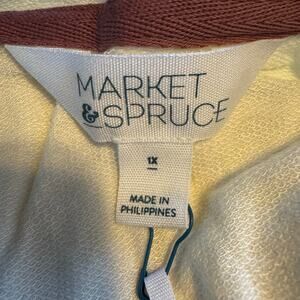 MARKET
& SPRUCE
1X
MADE IN
PHILIPPINES